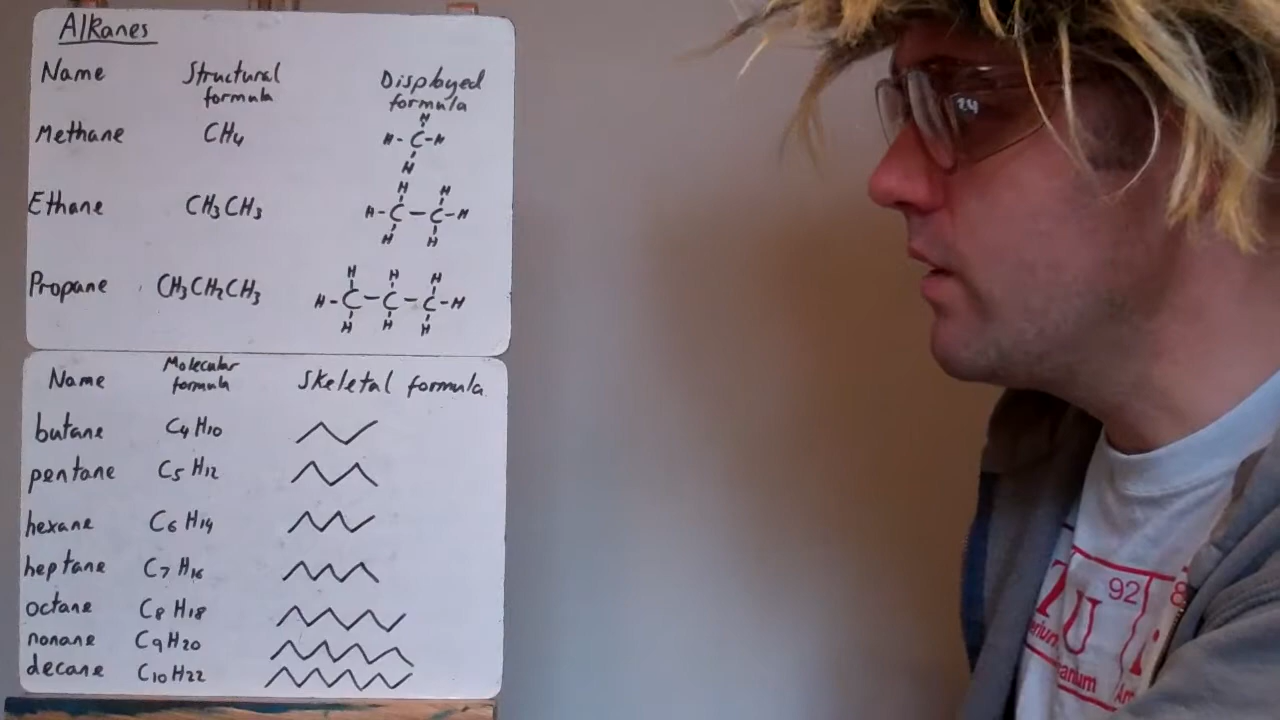 Alkanes
Name Structural formula Displayed formula
Methane CH4 H H-C-H H
Ethane CH3CH3 H H H-C-C-H H H
Propane CH3CH2CH3 H H H H-C-C-C-H H H H
Name Molecular formula Skeletal formula
butane C4H10
pentane C5H12
hexane C6H14
heptane C7H16
octane C8H18
nonane C9H20
decane C10H22
92
U